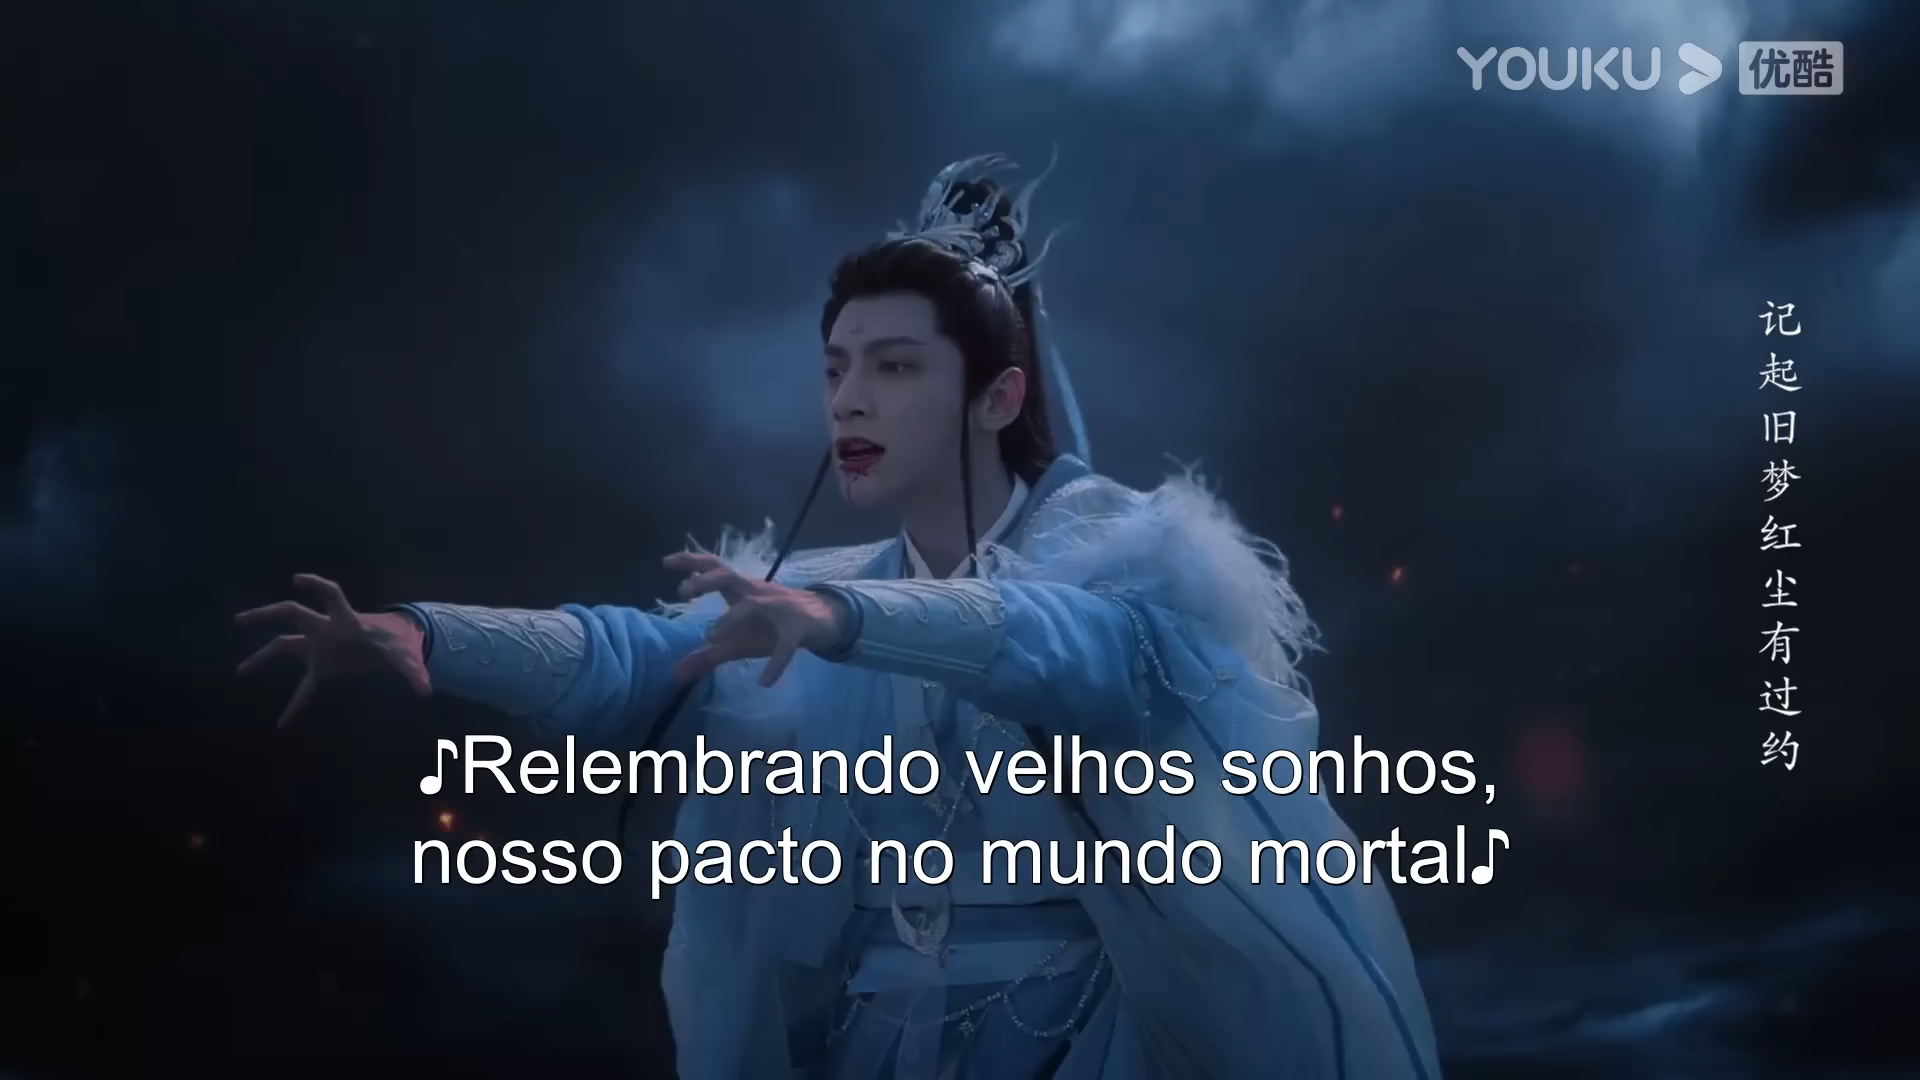 YOUKU 优酷
记起旧梦红尘有过约
♪Relembrando velhos sonhos,
nosso pacto no mundo mortal♪